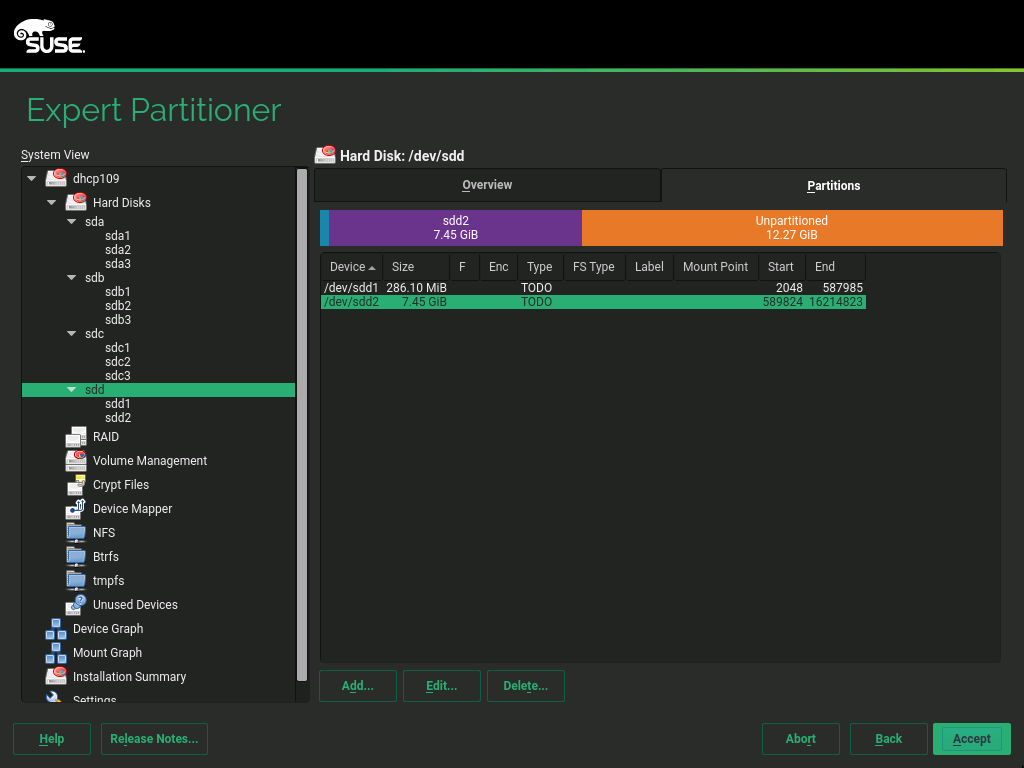 SUSE
Expert Partitioner
System View
dhcp109
Hard Disks
sda
sda1
sda2
sda3
sdb
sdb1
sdb2
sdb3
sdc
sdc1
sdc2
sdc3
sdd
sdd1
sdd2
RAID
Volume Management
Crypt Files
Device Mapper
NFS
Btrfs
tmpfs
Unused Devices
Device Graph
Mount Graph
Installation Summary
Settings
Hard Disk: /dev/sdd
Overview Partitions
sdd2 Unpartitioned
7.45 GiB 12.27 GiB
Device Size F Enc Type FS Type Label Mount Point Start End
/dev/sdd1 286.10 MiB TODO 2048 587985
/dev/sdd2 7.45 GiB TODO 589824 16214823
Add... Edit... Delete...
Help Release Notes... Abort Back Accept